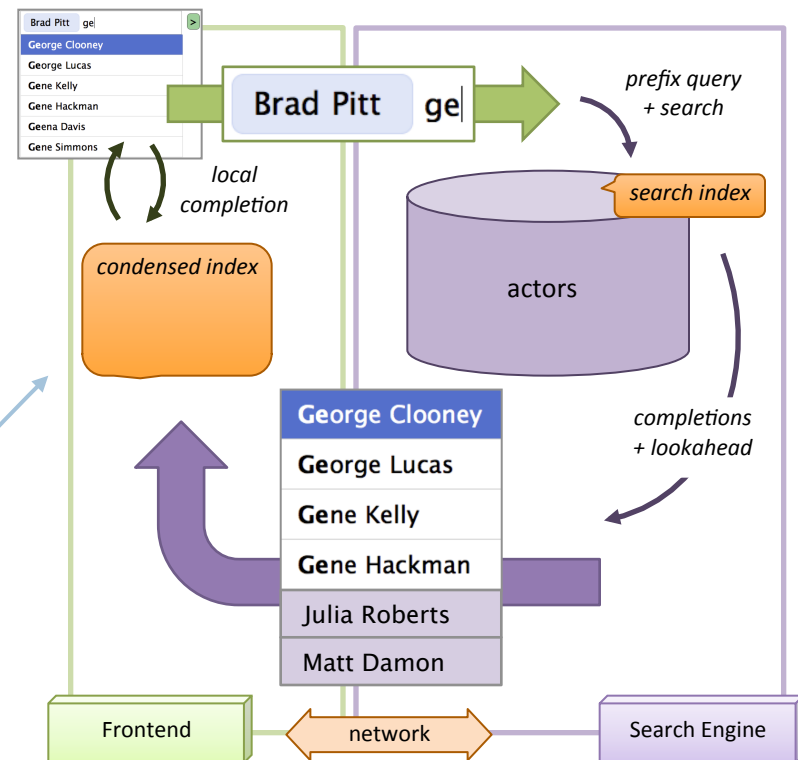 Brad Pitt ge
>
George Clooney
George Lucas
Gene Kelly
Gene Hackman
Geena Davis
Gene Simmons
Brad Pitt ge
prefix query
+ search
local
completion
search index
condensed index
actors
George Clooney
George Lucas
Gene Kelly
Gene Hackman
Julia Roberts
Matt Damon
completions
+ lookahead
Frontend
network
Search Engine